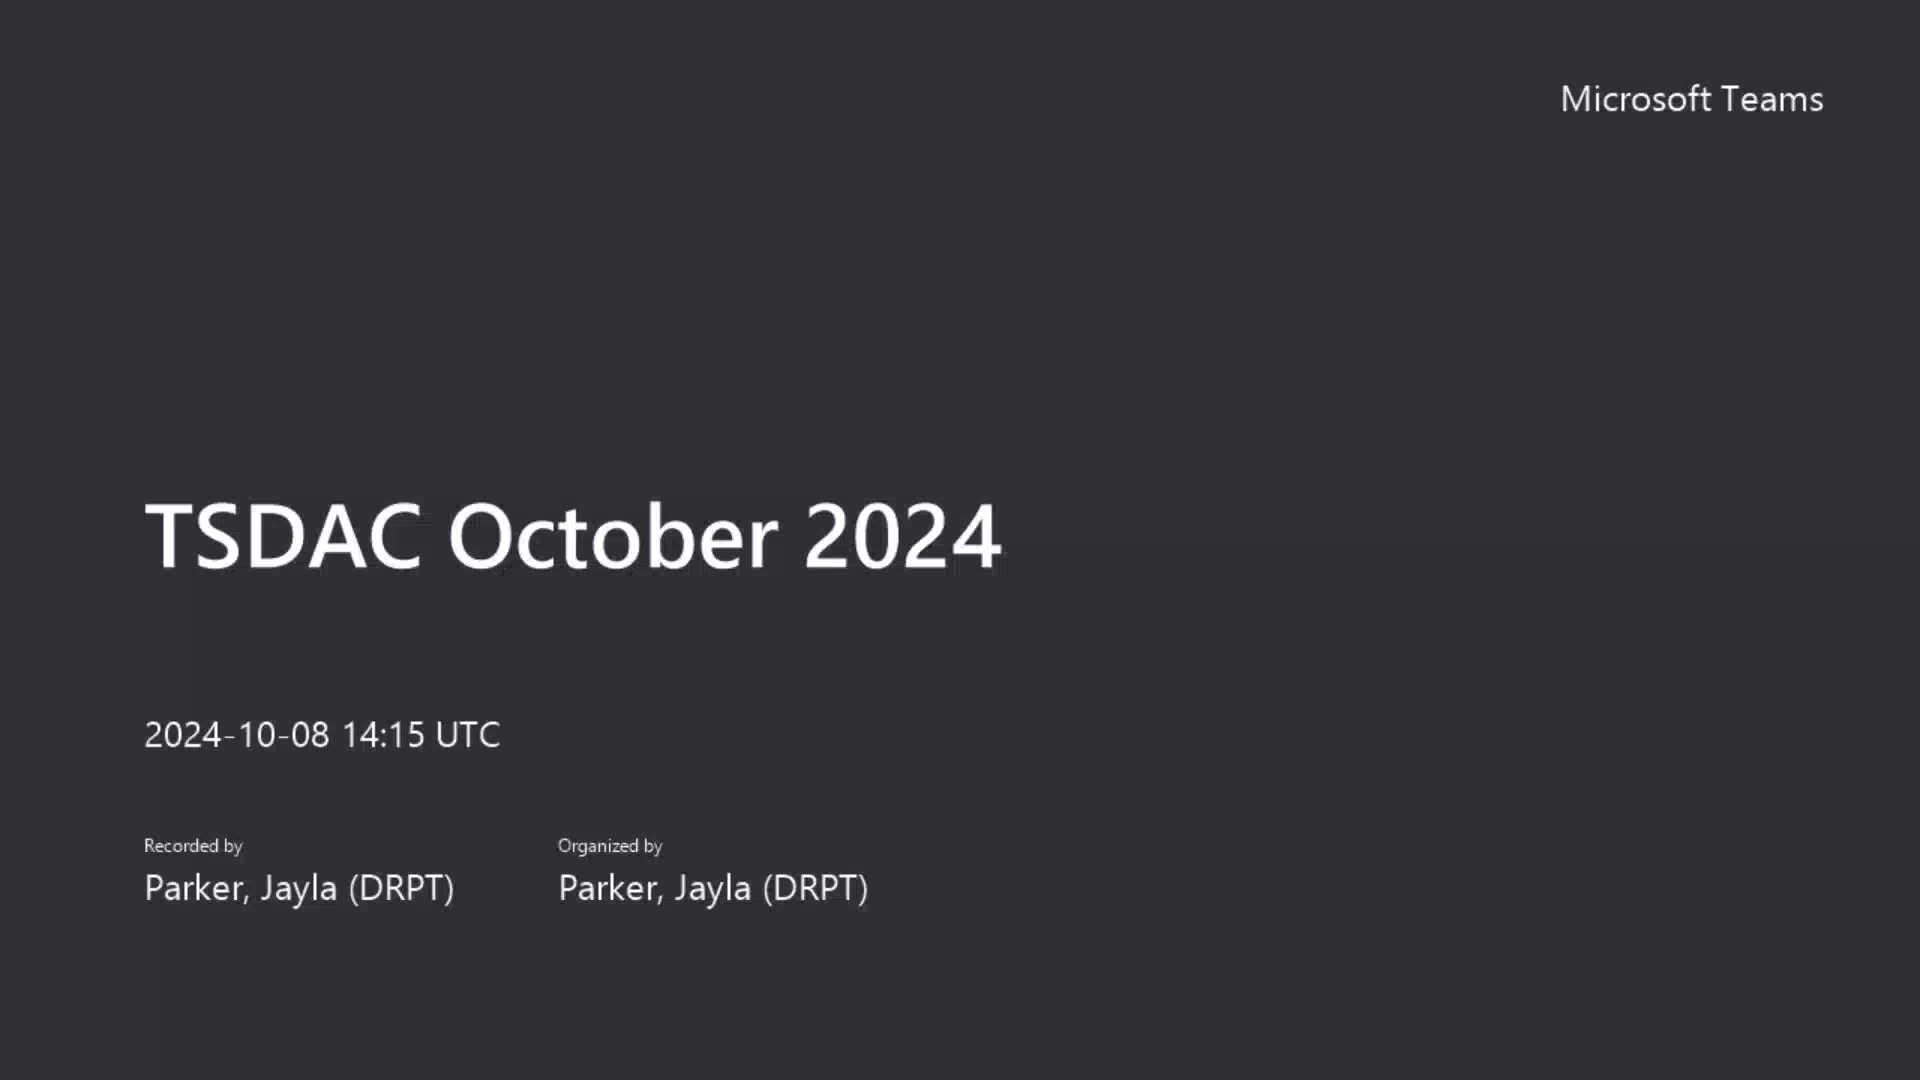 Microsoft Teams
TSDAC October 2024
2024-10-08 14:15 UTC
Recorded by
Parker, Jayla (DRPT)
Organized by
Parker, Jayla (DRPT)